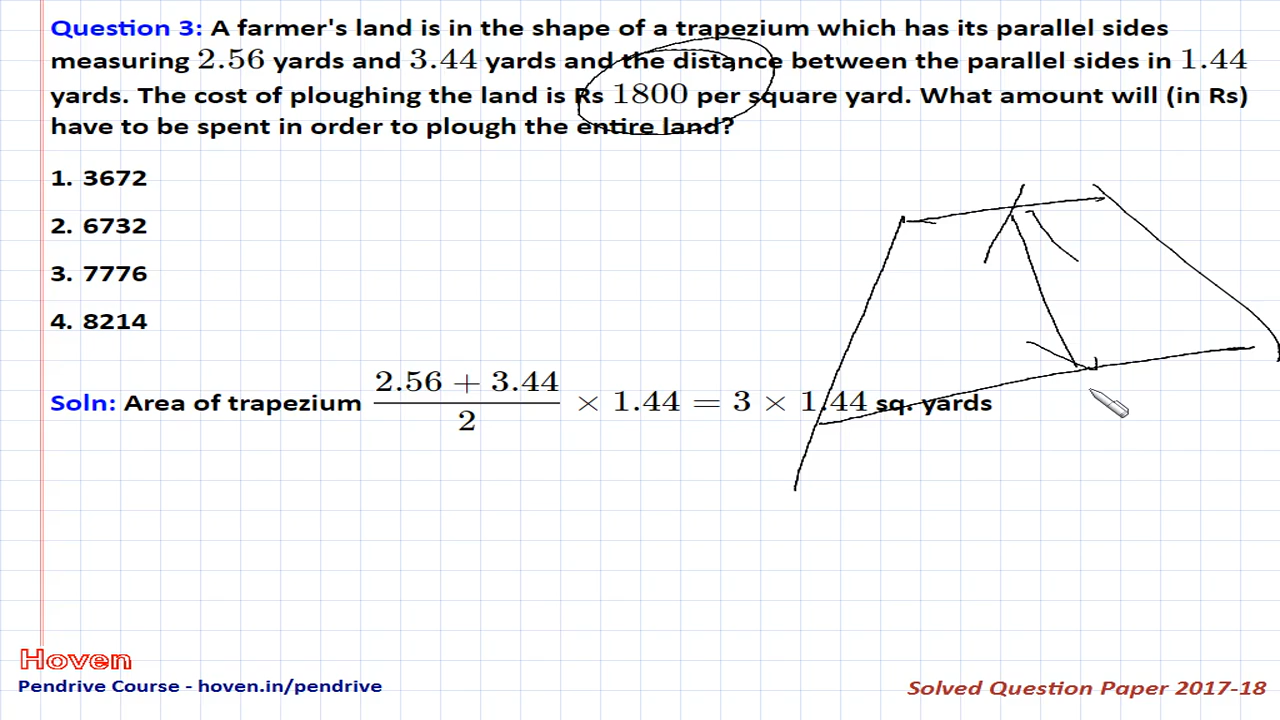 Question 3: A farmer's land is in the shape of a trapezium which has its parallel sides
measuring 2.56 yards and 3.44 yards and the distance between the parallel sides in 1.44
yards. The cost of ploughing the land is Rs 1800 per square yard. What amount will (in Rs)
have to be spent in order to plough the entire land?
1. 3672
2. 6732
3. 7776
4. 8214
2.56 + 3.44
Soln: Area of trapezium × 1.44 = 3 × 1.44 sq. yards
2
Hoven
Pendrive Course - hoven.in/pendrive
Solved Question Paper 2017-18